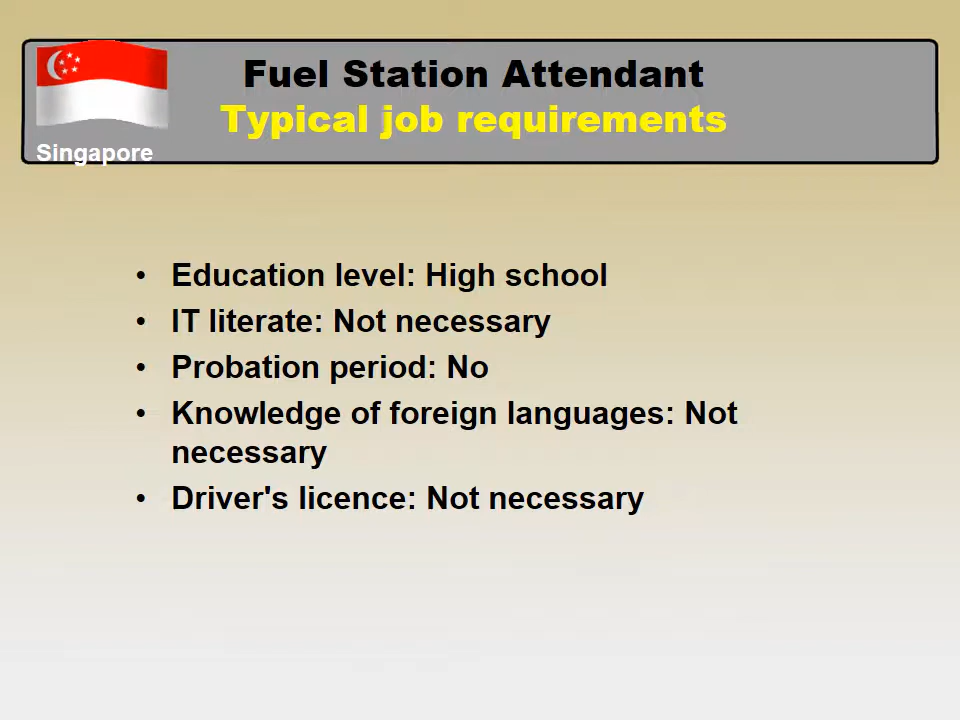 Fuel Station Attendant
Typical job requirements
Singapore
• Education level: High school
• IT literate: Not necessary
• Probation period: No
• Knowledge of foreign languages: Not
necessary
• Driver's licence: Not necessary